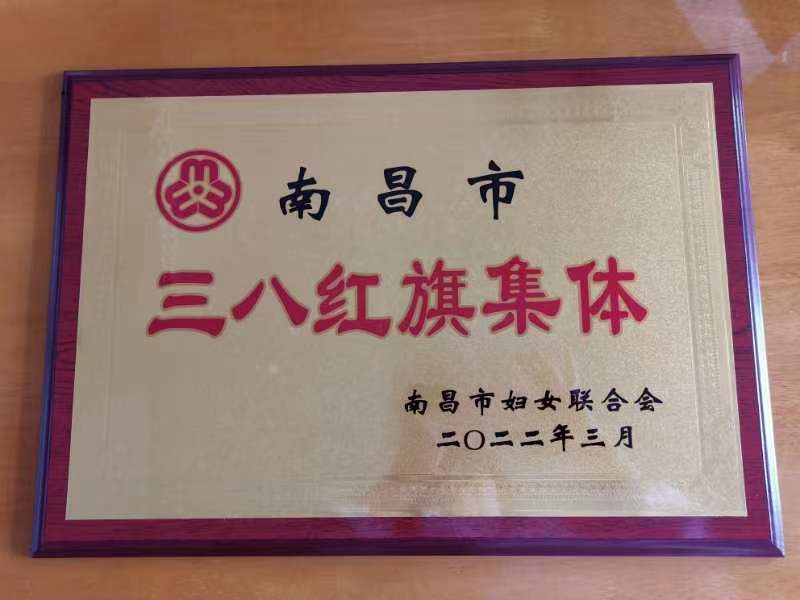 南昌市
三八红旗集体
南昌市妇女联合会
二〇二二年三月